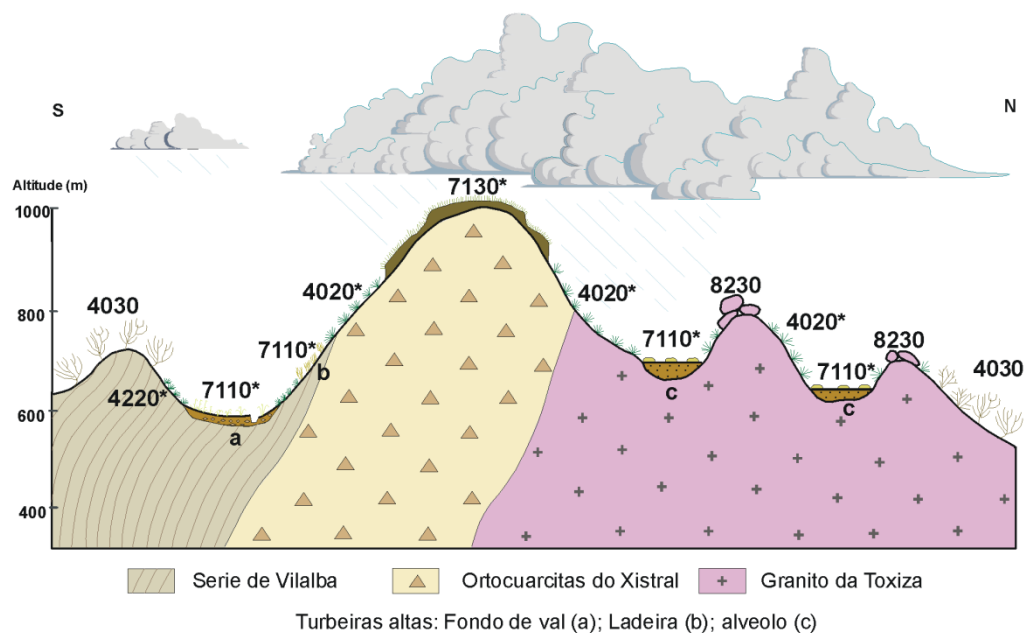 S
N
Altitude (m)
7130*
1000
4020*
4020*
8230
4030
800
7110*
4020*
8230
7110*
b
4030
4220*
7110*
7110*
c
c
600
a
400
Serie de Vilalba
Ortocuarcitas do Xistral
Granito da Toxiza
Turbeiras altas: Fondo de val (a); Ladeira (b); alveolo (c)